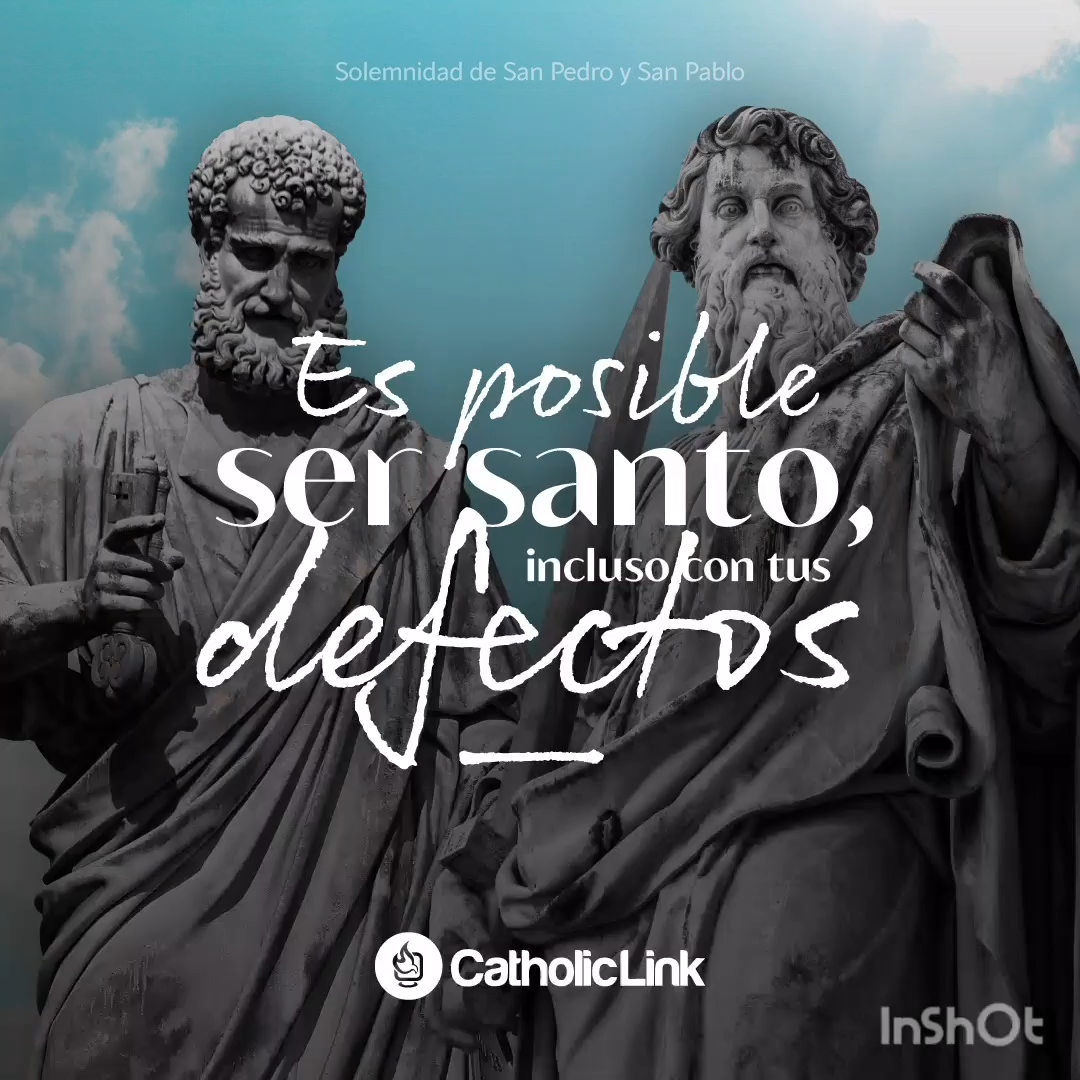 Solemnidad de San Pedro y San Pablo
Es posible
ser santo,
incluso con tus
defectos
CatholicLink
InShOt